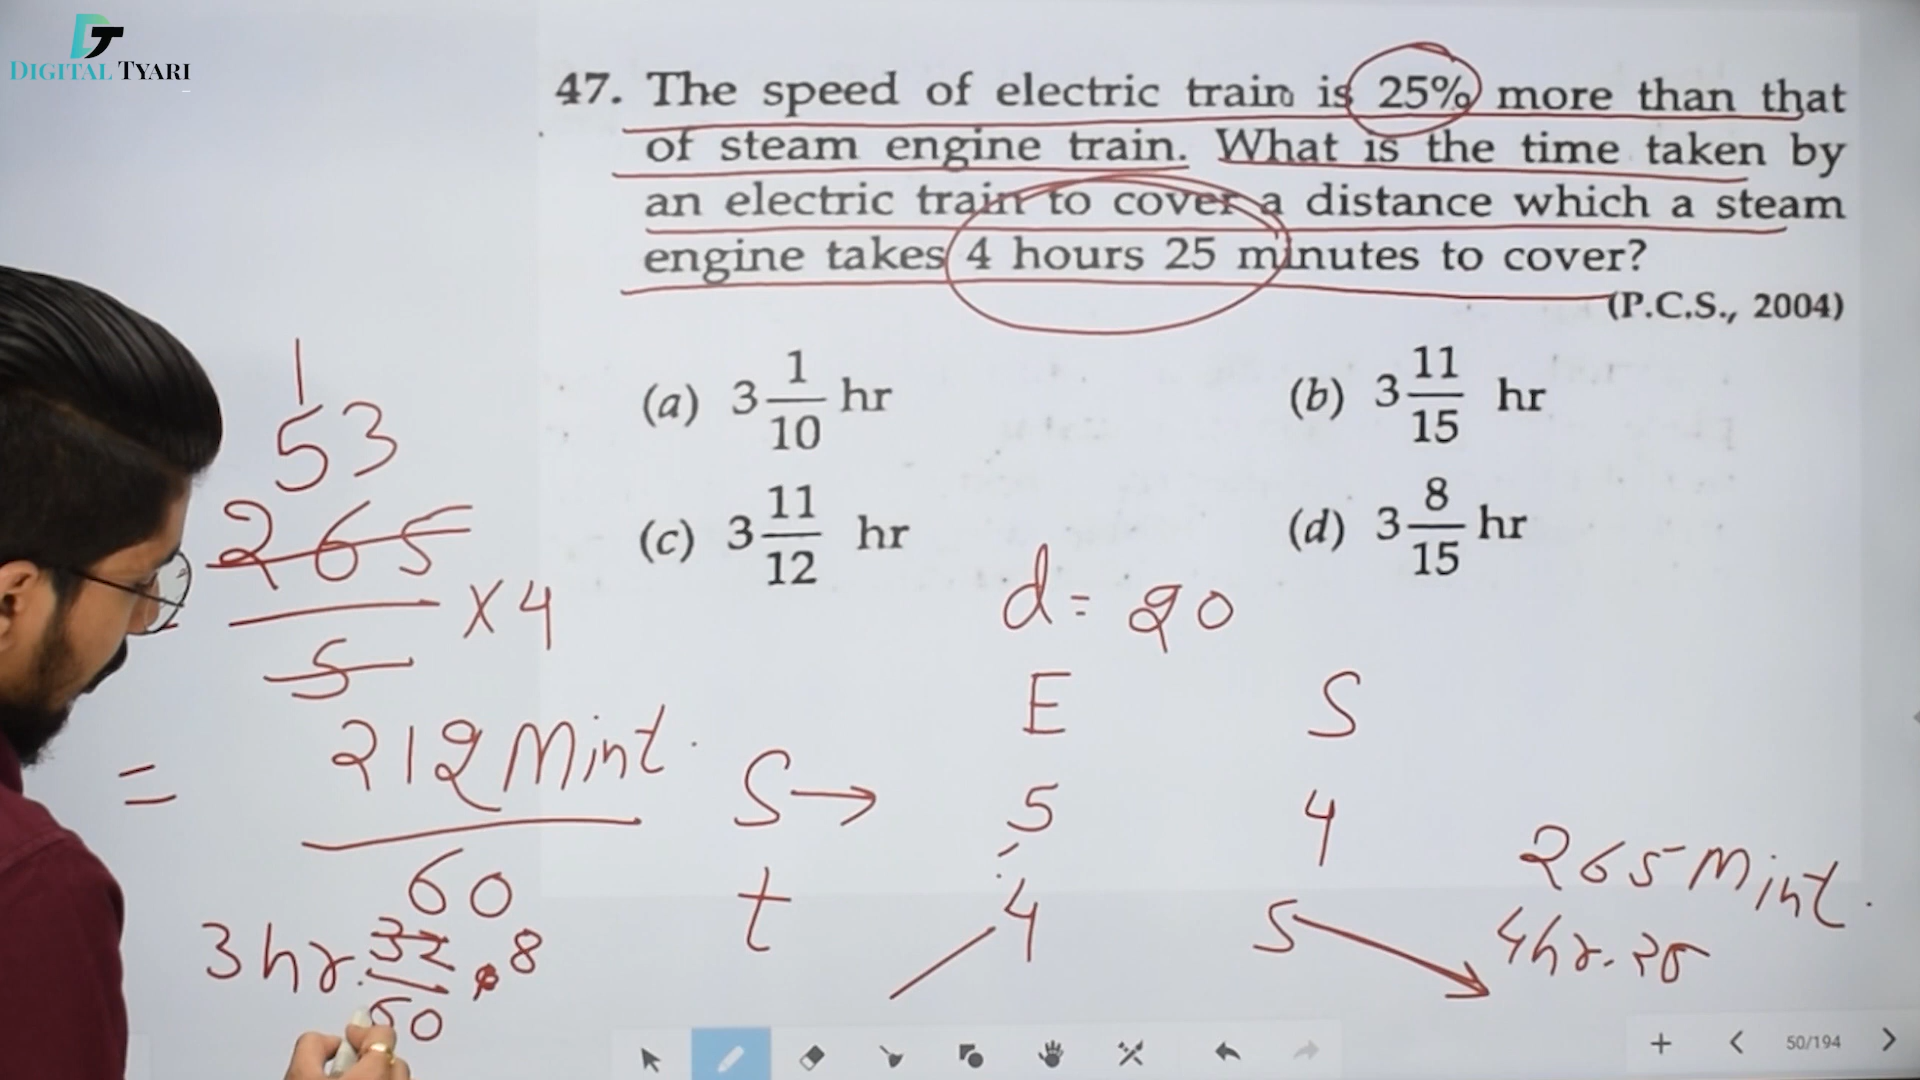 DIGITAL TYARI
47. The speed of electric train is 25% more than that
of steam engine train. What is the time taken by
an electric train to cover a distance which a steam
engine takes 4 hours 25 minutes to cover?
(P.C.S., 2004)
(a) 3 1/10 hr
(b) 3 11/15 hr
(c) 3 11/12 hr
(d) 3 8/15 hr
1
53
265
5
X 4
= 212 Mint.
60
3 hr. 32 8
60
d = 20
E S
S → 5 4
t 4 5
265 Mint.
4 hr. 25
50/194